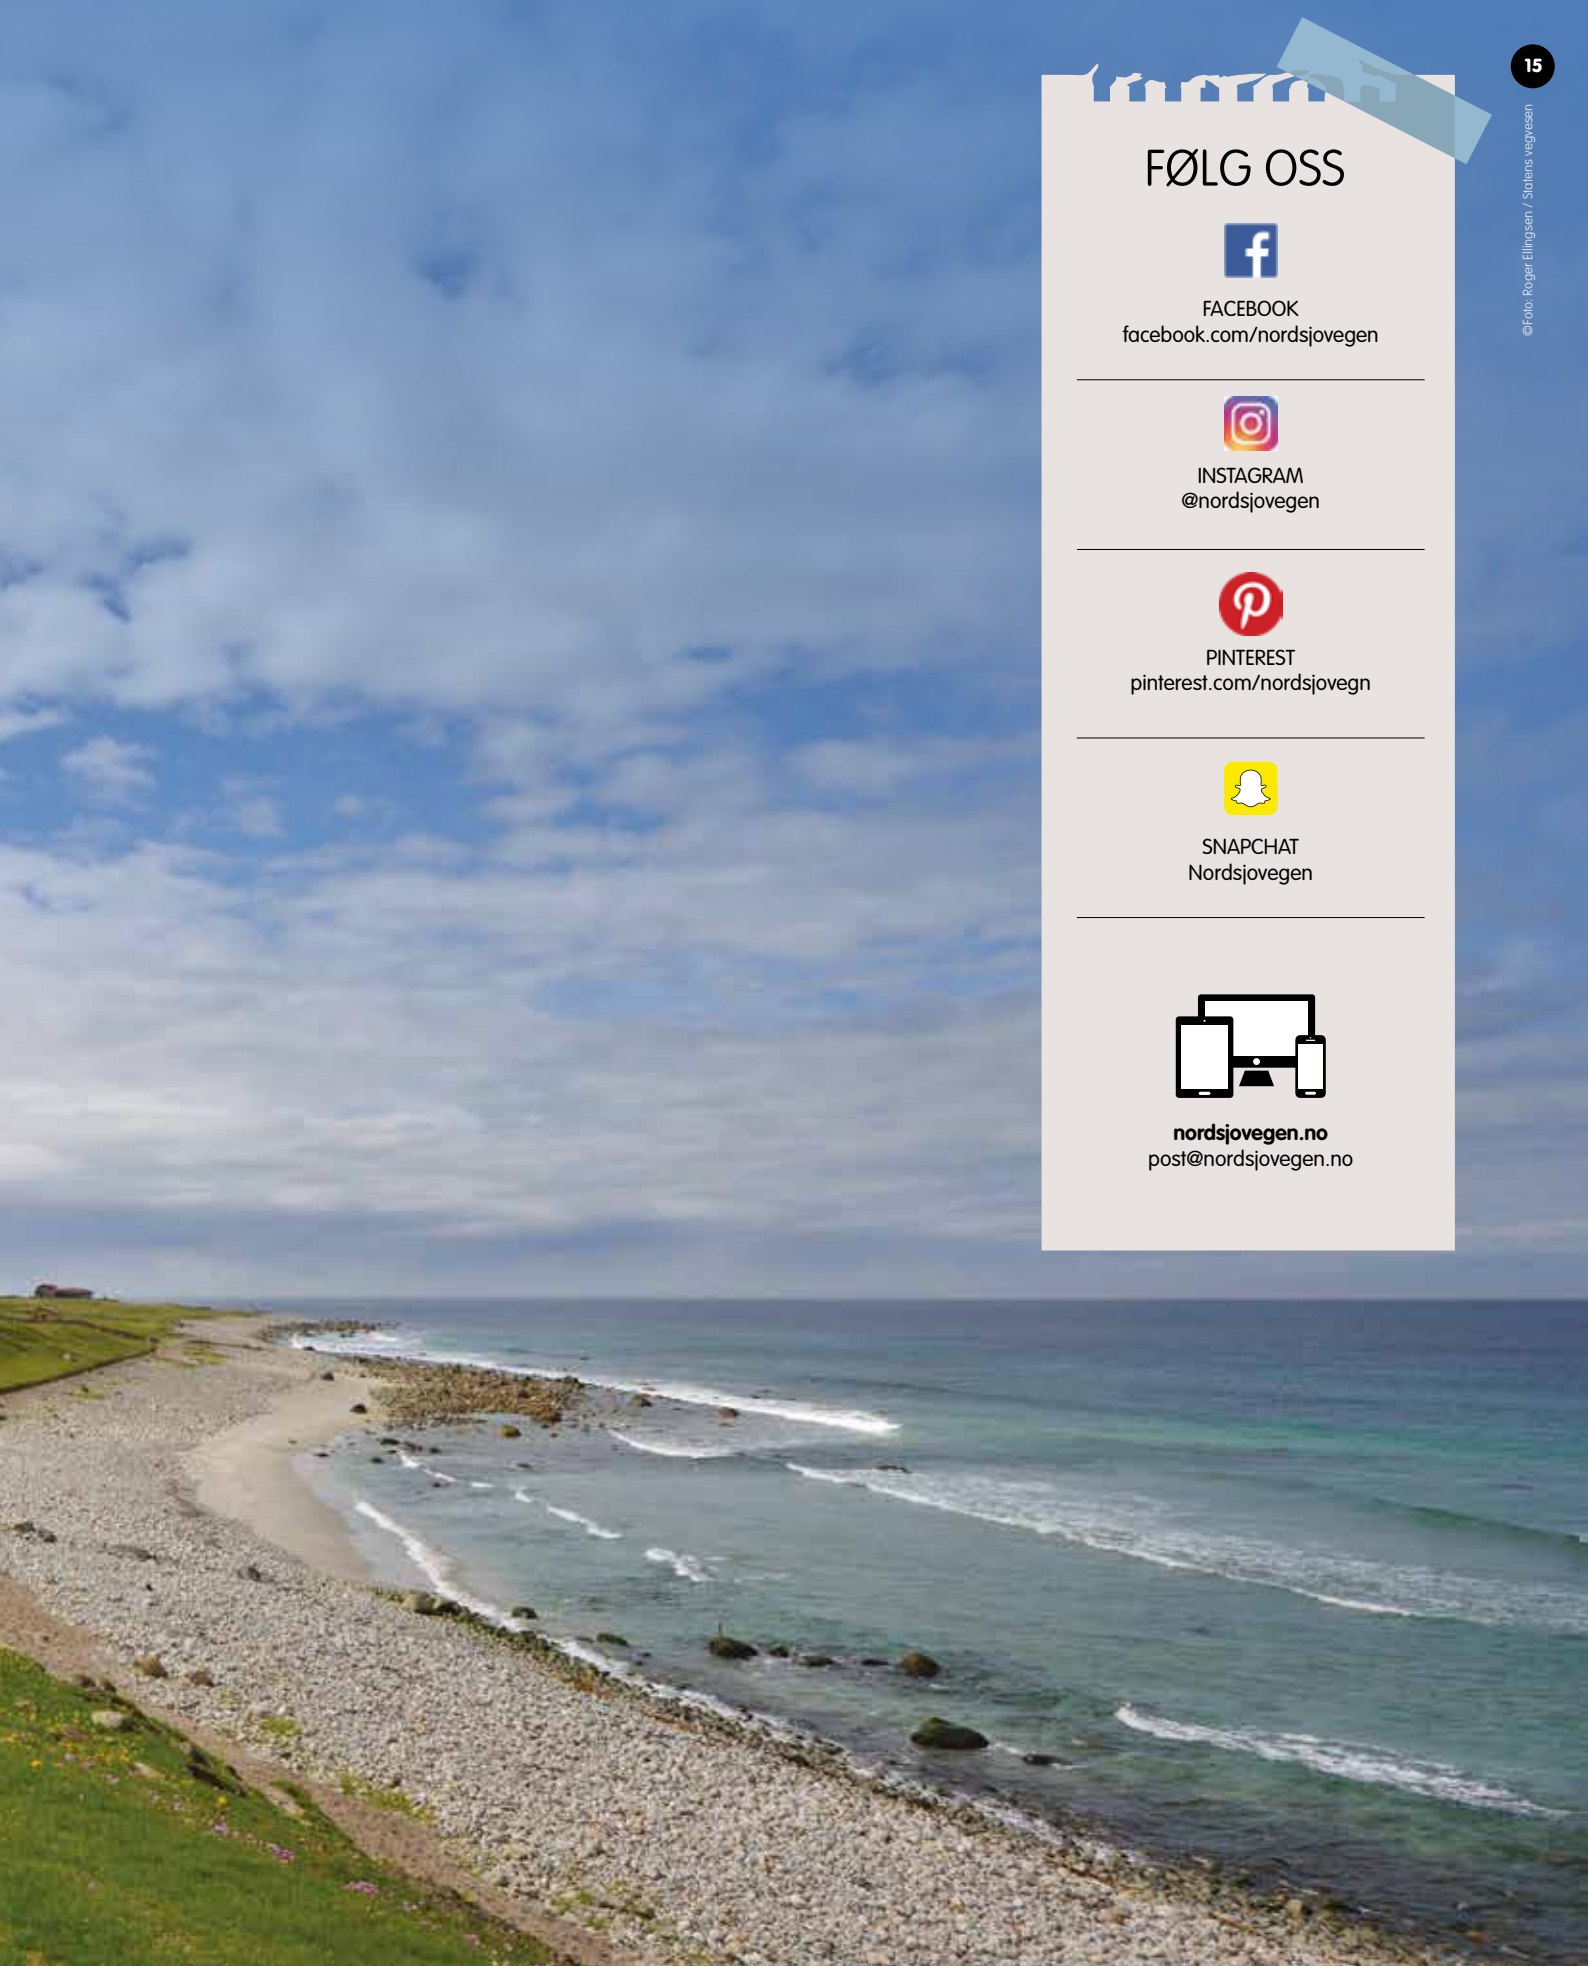 15
©Foto: Roger Ellingsen / Statens vegvesen
FØLG OSS
FACEBOOK
facebook.com/nordsjovegen
INSTAGRAM
@nordsjovegen
PINTEREST
pinterest.com/nordsjovegn
SNAPCHAT
Nordsjovegen
nordsjovegen.no
post@nordsjovegen.no